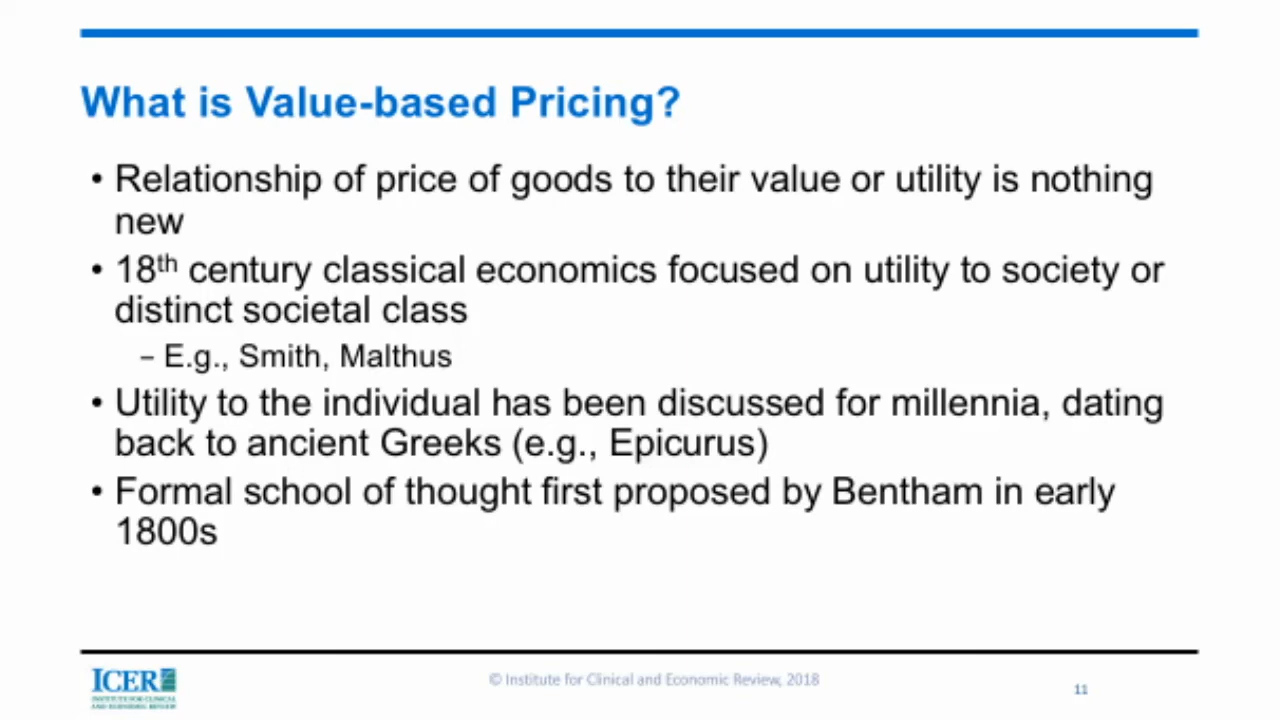 What is Value-based Pricing?
• Relationship of price of goods to their value or utility is nothing
new
• 18th century classical economics focused on utility to society or
distinct societal class
– E.g., Smith, Malthus
• Utility to the individual has been discussed for millennia, dating
back to ancient Greeks (e.g., Epicurus)
• Formal school of thought first proposed by Bentham in early
1800s
ICER
INSTITUTE FOR CLINICAL
AND ECONOMIC REVIEW
© Institute for Clinical and Economic Review, 2018
11